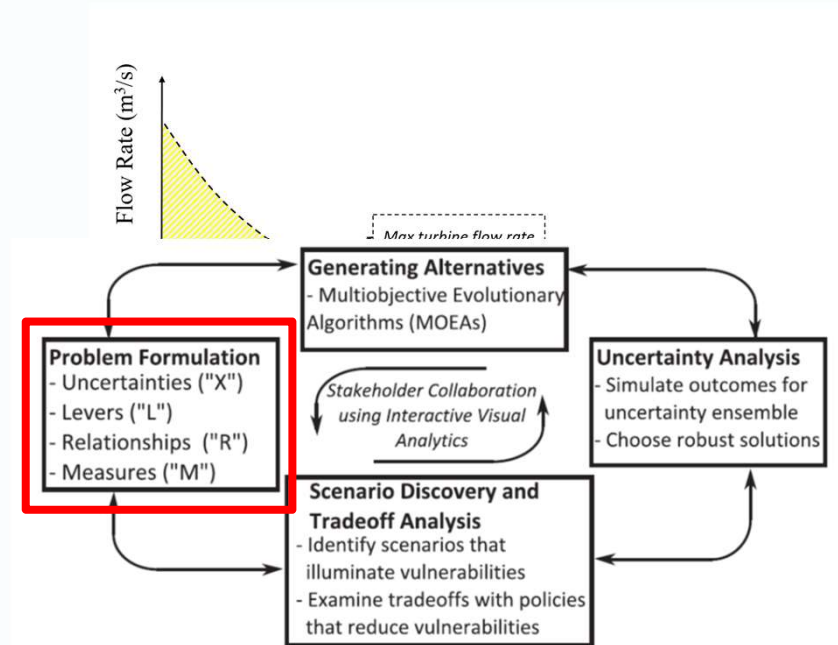 Flow Rate (m³/s)
Max turbine flow rate
Generating Alternatives
- Multiobjective Evolutionary
Algorithms (MOEAs)
Problem Formulation
- Uncertainties ("X")
- Levers ("L")
- Relationships ("R")
- Measures ("M")
Stakeholder Collaboration
using Interactive Visual
Analytics
Uncertainty Analysis
- Simulate outcomes for
uncertainty ensemble
- Choose robust solutions
Scenario Discovery and
Tradeoff Analysis
- Identify scenarios that
illuminate vulnerabilities
- Examine tradeoffs with policies
that reduce vulnerabilities